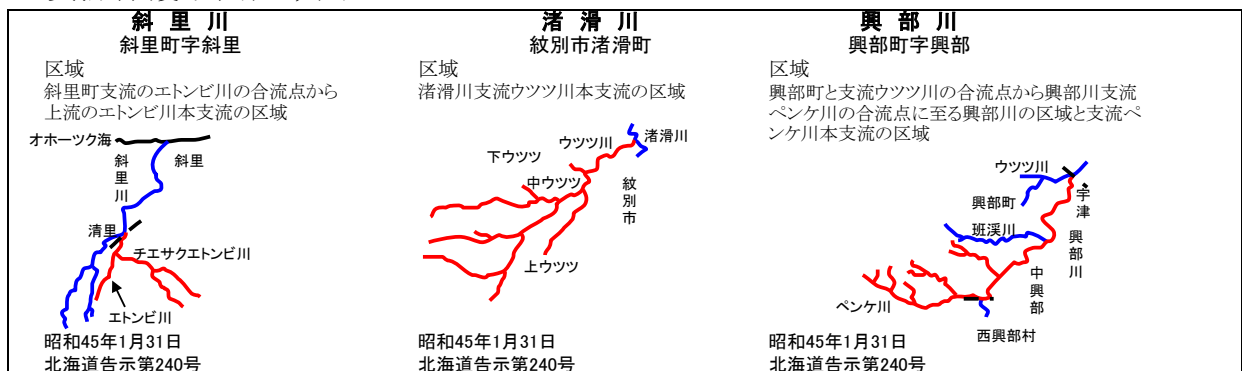 斜里川
斜里町字斜里
区域
斜里町支流のエトンビ川の合流点から
上流のエトンビ川本支流の区域
オホーツク海
斜里
斜里川
清里
チエサクエトンビ川
エトンビ川
昭和45年1月31日
北海道告示第240号
渚滑川
紋別市渚滑町
区域
渚滑川支流ウツツ川本支流の区域
ウツツ川
渚滑川
下ウツツ
中ウツツ
紋別市
上ウツツ
昭和45年1月31日
北海道告示第240号
興部川
興部町字興部
区域
興部町と支流ウツツ川の合流点から興部川支流
ペンケ川の合流点に至る興部川の区域と支流ペ
ンケ川本支流の区域
ウツツ川
宇津
興部町
班渓川
興部川
中興部
ペンケ川
西興部村
昭和45年1月31日
北海道告示第240号